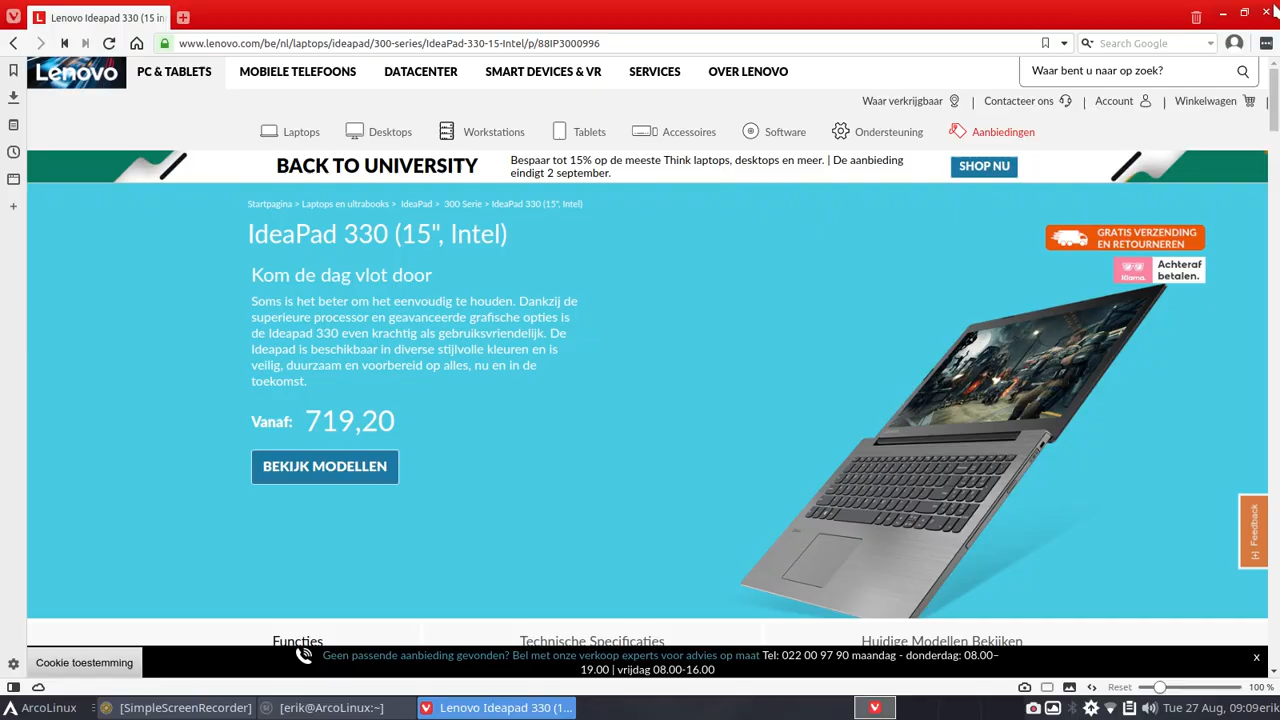 Lenovo Ideapad 330 (15 in
www.lenovo.com/be/nl/laptops/ideapad/300-series/IdeaPad-330-15-Intel/p/88IP3000996
Search Google
Lenovo
PC & TABLETS
MOBIELE TELEFOONS
DATACENTER
SMART DEVICES & VR
SERVICES
OVER LENOVO
Waar bent u naar op zoek?
Waar verkrijgbaar
Contacteer ons
Account
Winkelwagen
Laptops
Desktops
Workstations
Tablets
Accessoires
Software
Ondersteuning
Aanbiedingen
BACK TO UNIVERSITY
Bespaar tot 15% op de meeste Think laptops, desktops en meer. | De aanbieding
eindigt 2 september.
SHOP NU
Startpagina > Laptops en ultrabooks > IdeaPad > 300 Serie > IdeaPad 330 (15", Intel)
IdeaPad 330 (15", Intel)
GRATIS VERZENDING
EN RETOURNEREN
Klarna.
Achteraf
betalen.
Kom de dag vlot door
Soms is het beter om het eenvoudig te houden. Dankzij de
superieure processor en geavanceerde grafische opties is
de Ideapad 330 even krachtig als gebruiksvriendelijk. De
Ideapad is beschikbaar in diverse stijlvolle kleuren en is
veilig, duurzaam en voorbereid op alles, nu en in de
toekomst.
Vanaf: 719,20
BEKIJK MODELLEN
[+] Feedback
Functies
Technische Specificaties
Huidige Modellen Bekijken
Cookie toestemming
Geen passende aanbieding gevonden? Bel met onze verkoop experts voor advies op maat Tel: 022 00 97 90 maandag - donderdag: 08.00–
19.00 | vrijdag 08.00-16.00
x
Reset
100 %
ArcoLinux
[SimpleScreenRecorder]
[erik@ArcoLinux:~]
Lenovo Ideapad 330 (1...
Tue 27 Aug, 09:09
erik